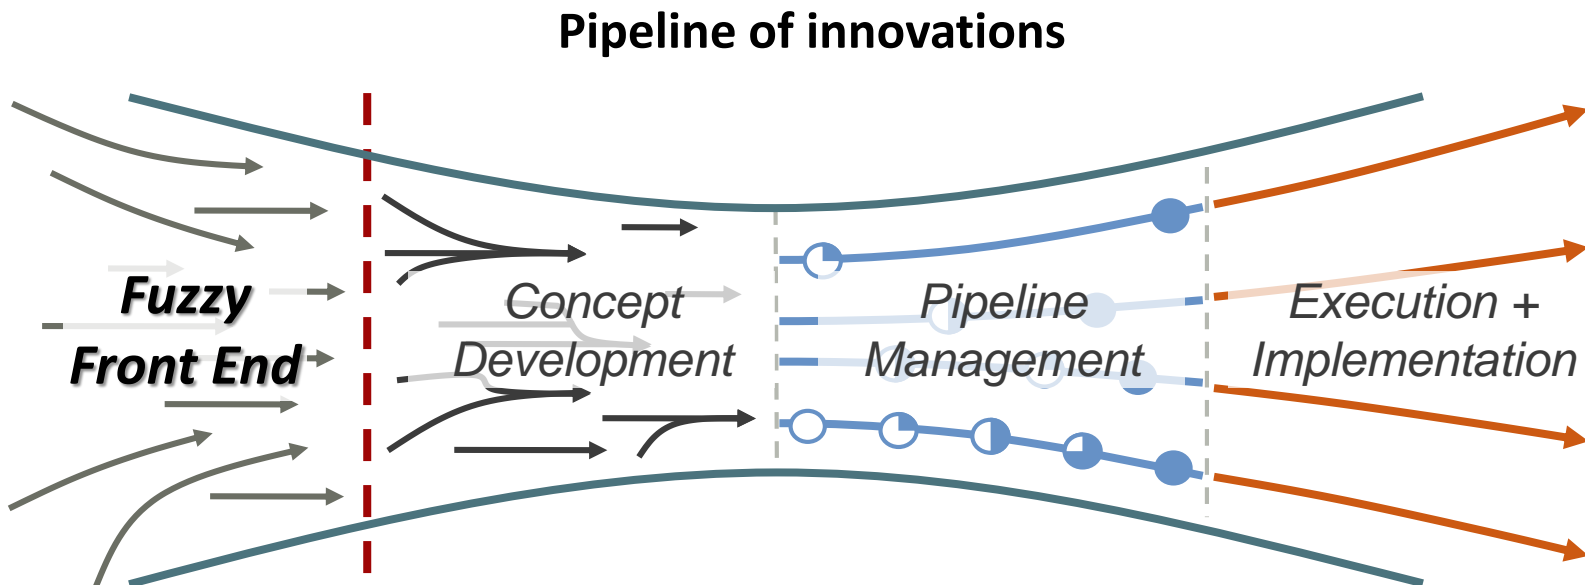 Pipeline of innovations
Fuzzy
Front End
Concept
Development
Pipeline
Management
Execution +
Implementation